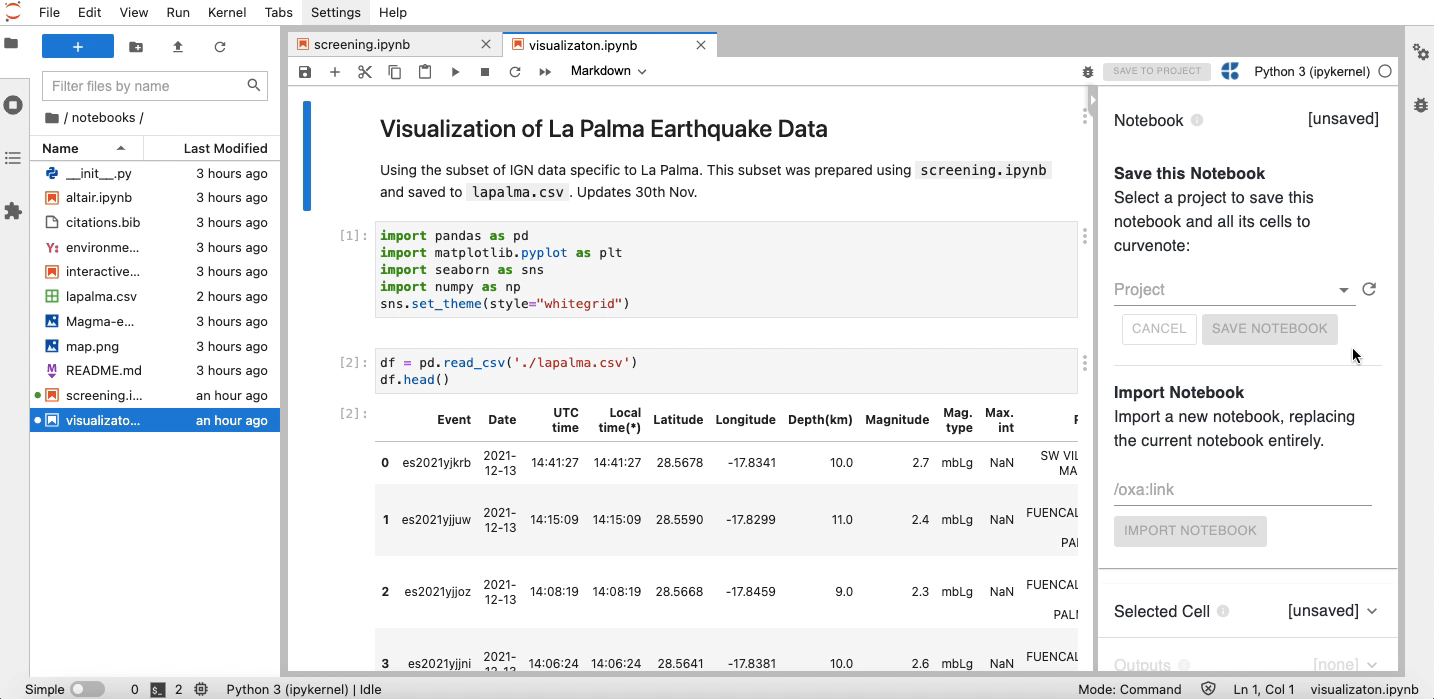 File Edit View Run Kernel Tabs Settings Help
+
Filter files by name
/ notebooks /
Name Last Modified
__init__.py 3 hours ago
altair.ipynb 3 hours ago
citations.bib 3 hours ago
Y: environme... 3 hours ago
interactive... 3 hours ago
lapalma.csv 2 hours ago
Magma-e... 3 hours ago
map.png 3 hours ago
README.md 3 hours ago
screening.i... an hour ago
visualizato... an hour ago
screening.ipynb visualizaton.ipynb
Markdown SAVE TO PROJECT Python 3 (ipykernel)
Visualization of La Palma Earthquake Data
Using the subset of IGN data specific to La Palma. This subset was prepared using screening.ipynb
and saved to lapalma.csv. Updates 30th Nov.
[1]: import pandas as pd
import matplotlib.pyplot as plt
import seaborn as sns
import numpy as np
sns.set_theme(style="whitegrid")
[2]: df = pd.read_csv('./lapalma.csv')
df.head()
[2]:
Event Date UTC time Local time(*) Latitude Longitude Depth(km) Magnitude Mag. type Max. int
0 es2021yjkrb 2021-12-13 14:41:27 14:41:27 28.5678 -17.8341 10.0 2.7 mbLg NaN SW VIL MA
1 es2021yjjuw 2021-12-13 14:15:09 14:15:09 28.5590 -17.8299 11.0 2.4 mbLg NaN FUENCAL PAL
2 es2021yjjoz 2021-12-13 14:08:19 14:08:19 28.5668 -17.8459 9.0 2.3 mbLg NaN FUENCAL PALM
3 es2021yjjni 2021-12-13 14:06:24 14:06:24 28.5641 -17.8381 10.0 2.6 mbLg NaN FUENCAL
Notebook [unsaved]
Save this Notebook
Select a project to save this
notebook and all its cells to
curvenote:
Project
CANCEL SAVE NOTEBOOK
Import Notebook
Import a new notebook, replacing
the current notebook entirely.
/oxa:link
IMPORT NOTEBOOK
Selected Cell [unsaved]
Outputs [none]
Simple 0 2 Python 3 (ipykernel) | Idle Mode: Command Ln 1, Col 1 visualizaton.ipynb